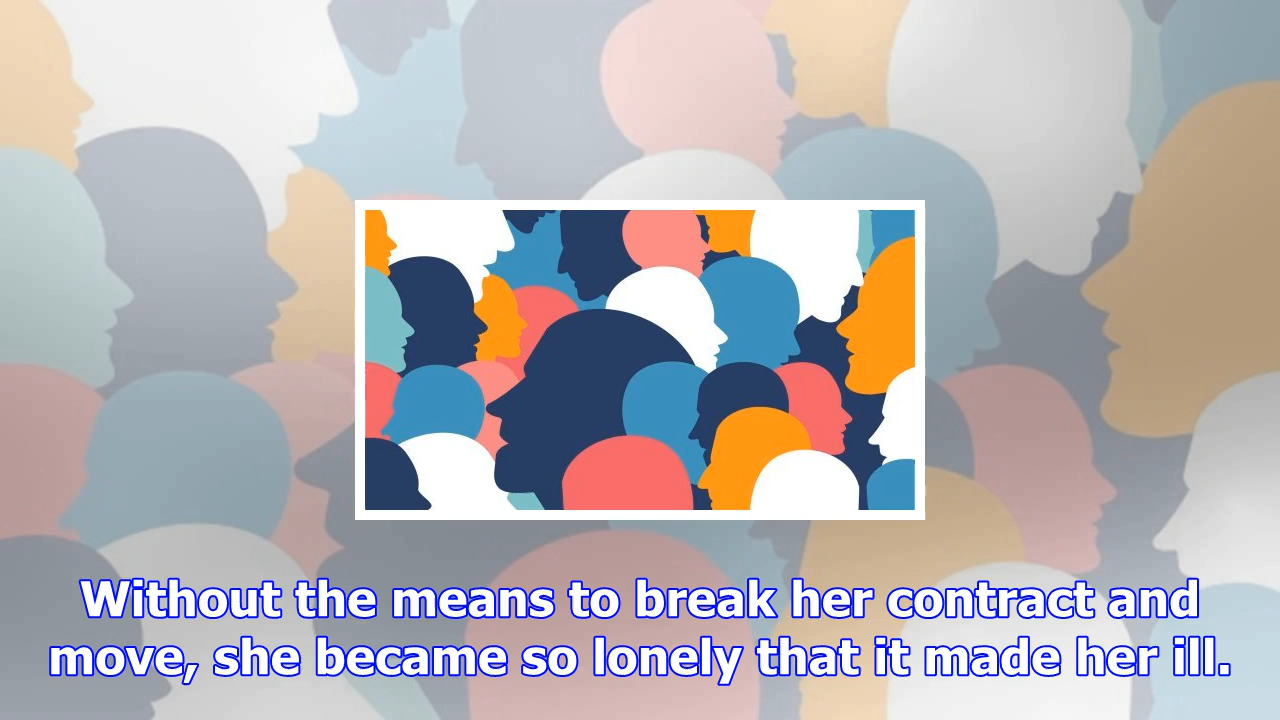 Without the means to break her contract and
move, she became so lonely that it made her ill.